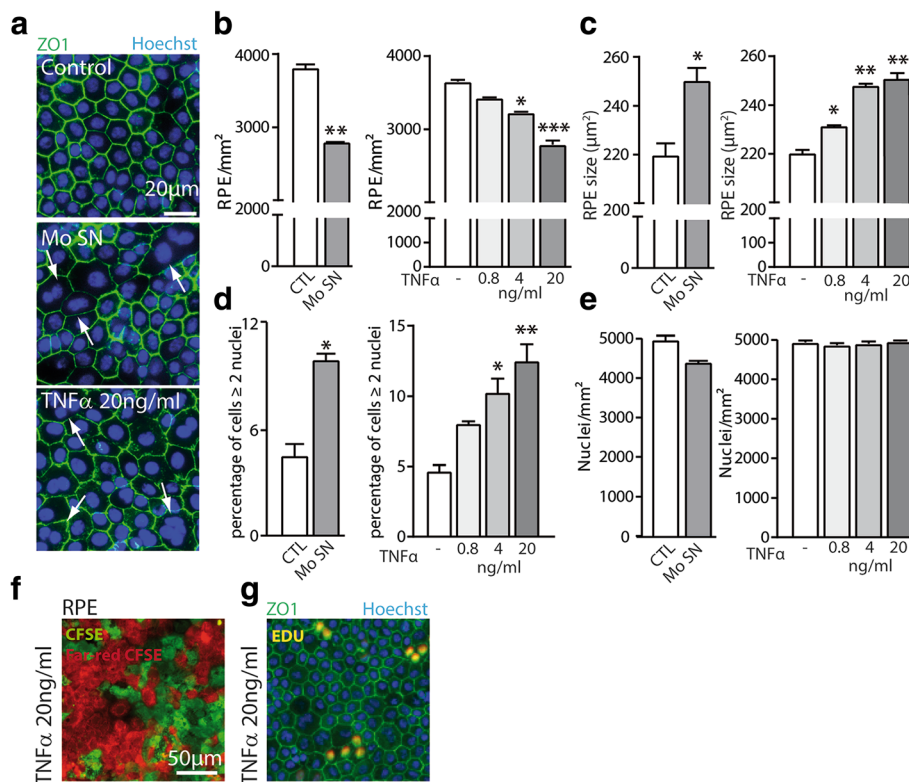 a
ZO1 Hoechst
Control
20µm
Mo SN
TNFα 20ng/ml
b
4000
3000
2000
0
RPE/mm²
**
CTL
Mo SN
4000
3000
2000
1000
0
RPE/mm²
*
***
TNFα - 0.8 4 20
ng/ml
c
260
240
220
200
0
RPE size (µm²)
*
CTL
Mo SN
260
240
220
200
100
0
RPE size (µm²)
*
**
**
TNFα - 0.8 4 20
ng/ml
d
12
6
0
percentage of cells ≥ 2 nuclei
*
CTL
Mo SN
15
10
5
0
percentage of cells ≥ 2 nuclei
*
**
TNFα - 0.8 4 20
ng/ml
e
5000
4000
3000
2000
1000
0
Nuclei/mm²
CTL
Mo SN
5000
4000
3000
2000
1000
0
Nuclei/mm²
TNFα - 0.8 4 20
ng/ml
f
RPE
CFSE
Far-red CFSE
50µm
TNFα 20ng/ml
g
ZO1 Hoechst
EDU
TNFα 20ng/ml